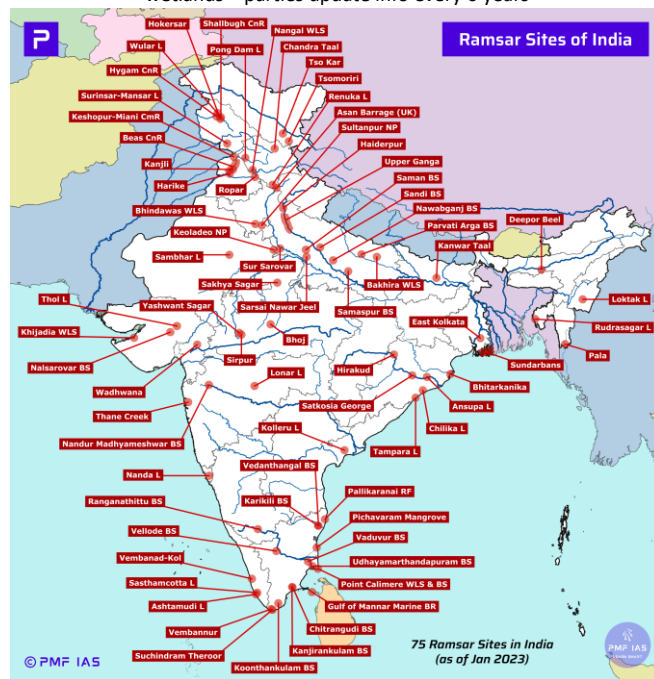 wetlands – parties update info every 6 years
P
Ramsar Sites of India
Hokersar
Shallbugh CnR
Nangal WLS
Wular L
Pong Dam L
Chandra Taal
Hygam CnR
Tso Kar
Tsomoriri
Surinsar-Mansar L
Renuka L
Keshopur-Miani CmR
Asan Barrage (UK)
Sultanpur NP
Beas CnR
Haiderpur
Kanjli
Upper Ganga
Harike
Ropar
Saman BS
Sandi BS
Bhindawas WLS
Nawabganj BS
Parvati Arga BS
Deepor Beel
Keoladeo NP
Kanwar Taal
Sambhar L
Sur Sarovar
Bakhira WLS
Sakhya Sagar
Thol L
Yashwant Sagar
Sarsai Nawar Jeel
Samaspur BS
Loktak L
Khijadia WLS
East Kolkata
Rudrasagar L
Nalsarovar BS
Sirpur
Bhoj
Pala
Sundarbans
Wadhwana
Lonar L
Hirakud
Bhitarkanika
Thane Creek
Satkosia George
Ansupa L
Kolleru L
Chilika L
Nandur Madhyameshwar BS
Tampara L
Vedanthangal BS
Nanda L
Pallikaranai RF
Ranganathittu BS
Karikili BS
Pichavaram Mangrove
Vellode BS
Vaduvur BS
Vembanad-Kol
Udhayamarthandapuram BS
Sasthamcotta L
Point Calimere WLS & BS
Ashtamudi L
Gulf of Mannar Marine BR
Vembannur
Chitrangudi BS
Suchindram Theroor
Kanjirankulam BS
Koonthankulam BS
75 Ramsar Sites in India
(as of Jan 2023)
© PMF IAS
PMF IAS